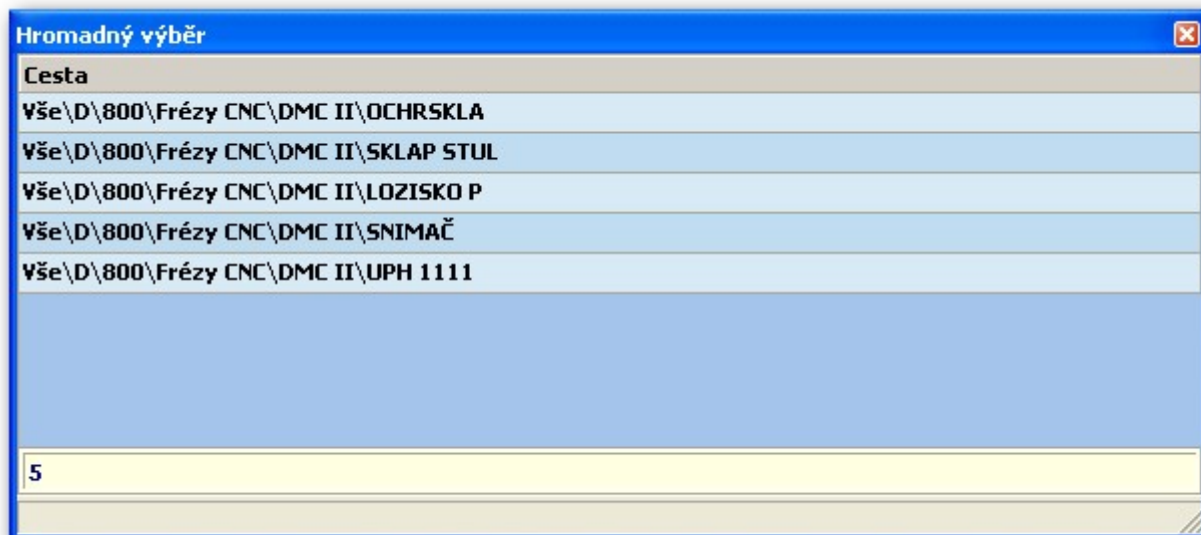 Hromadný výběr
Cesta
Vše\D\800\Frézy CNC\DMC II\OCHRSKLA
Vše\D\800\Frézy CNC\DMC II\SKLAP STUL
Vše\D\800\Frézy CNC\DMC II\LOZISKO P
Vše\D\800\Frézy CNC\DMC II\SNIMAČ
Vše\D\800\Frézy CNC\DMC II\UPH 1111
5